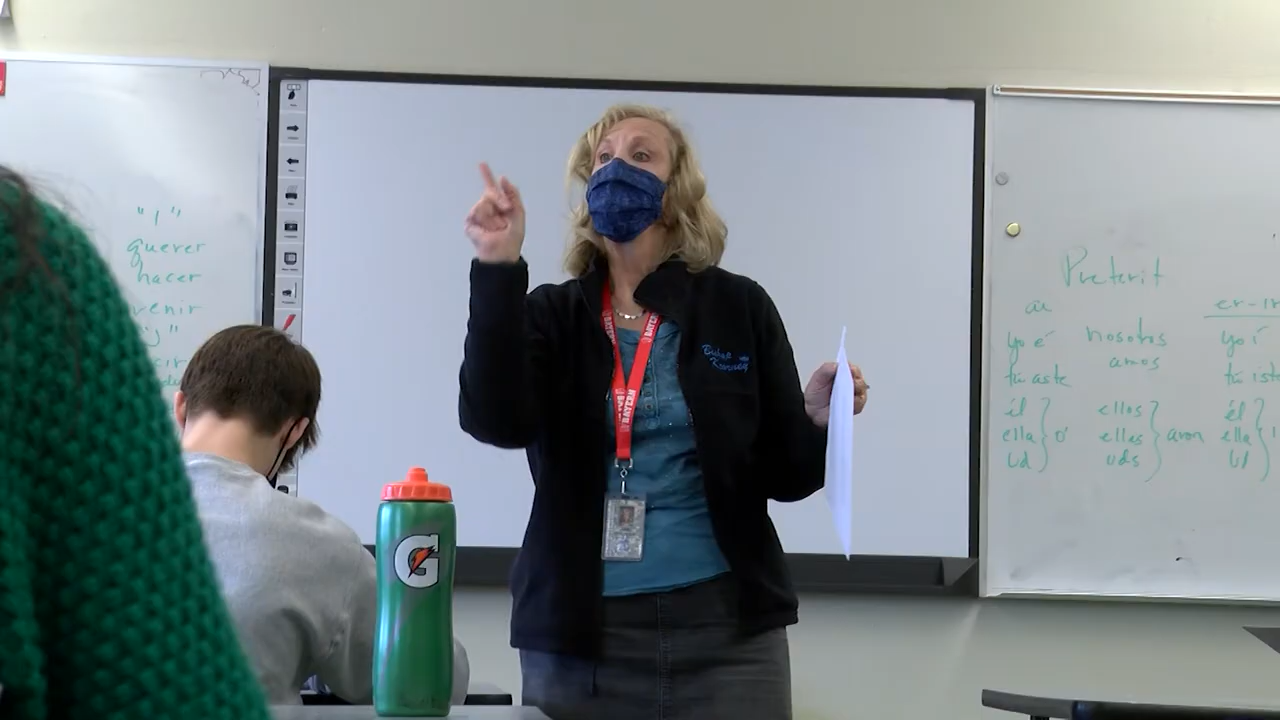 "i"
querer
hacer
venir
"j"
G
BAYERN
Preterit
ar
er-ir
yo é
nosotros
amos
yo í
tú aste
tú iste
él
ella
ud
ó
ellos
ellas
uds
aron
él
ella
ud